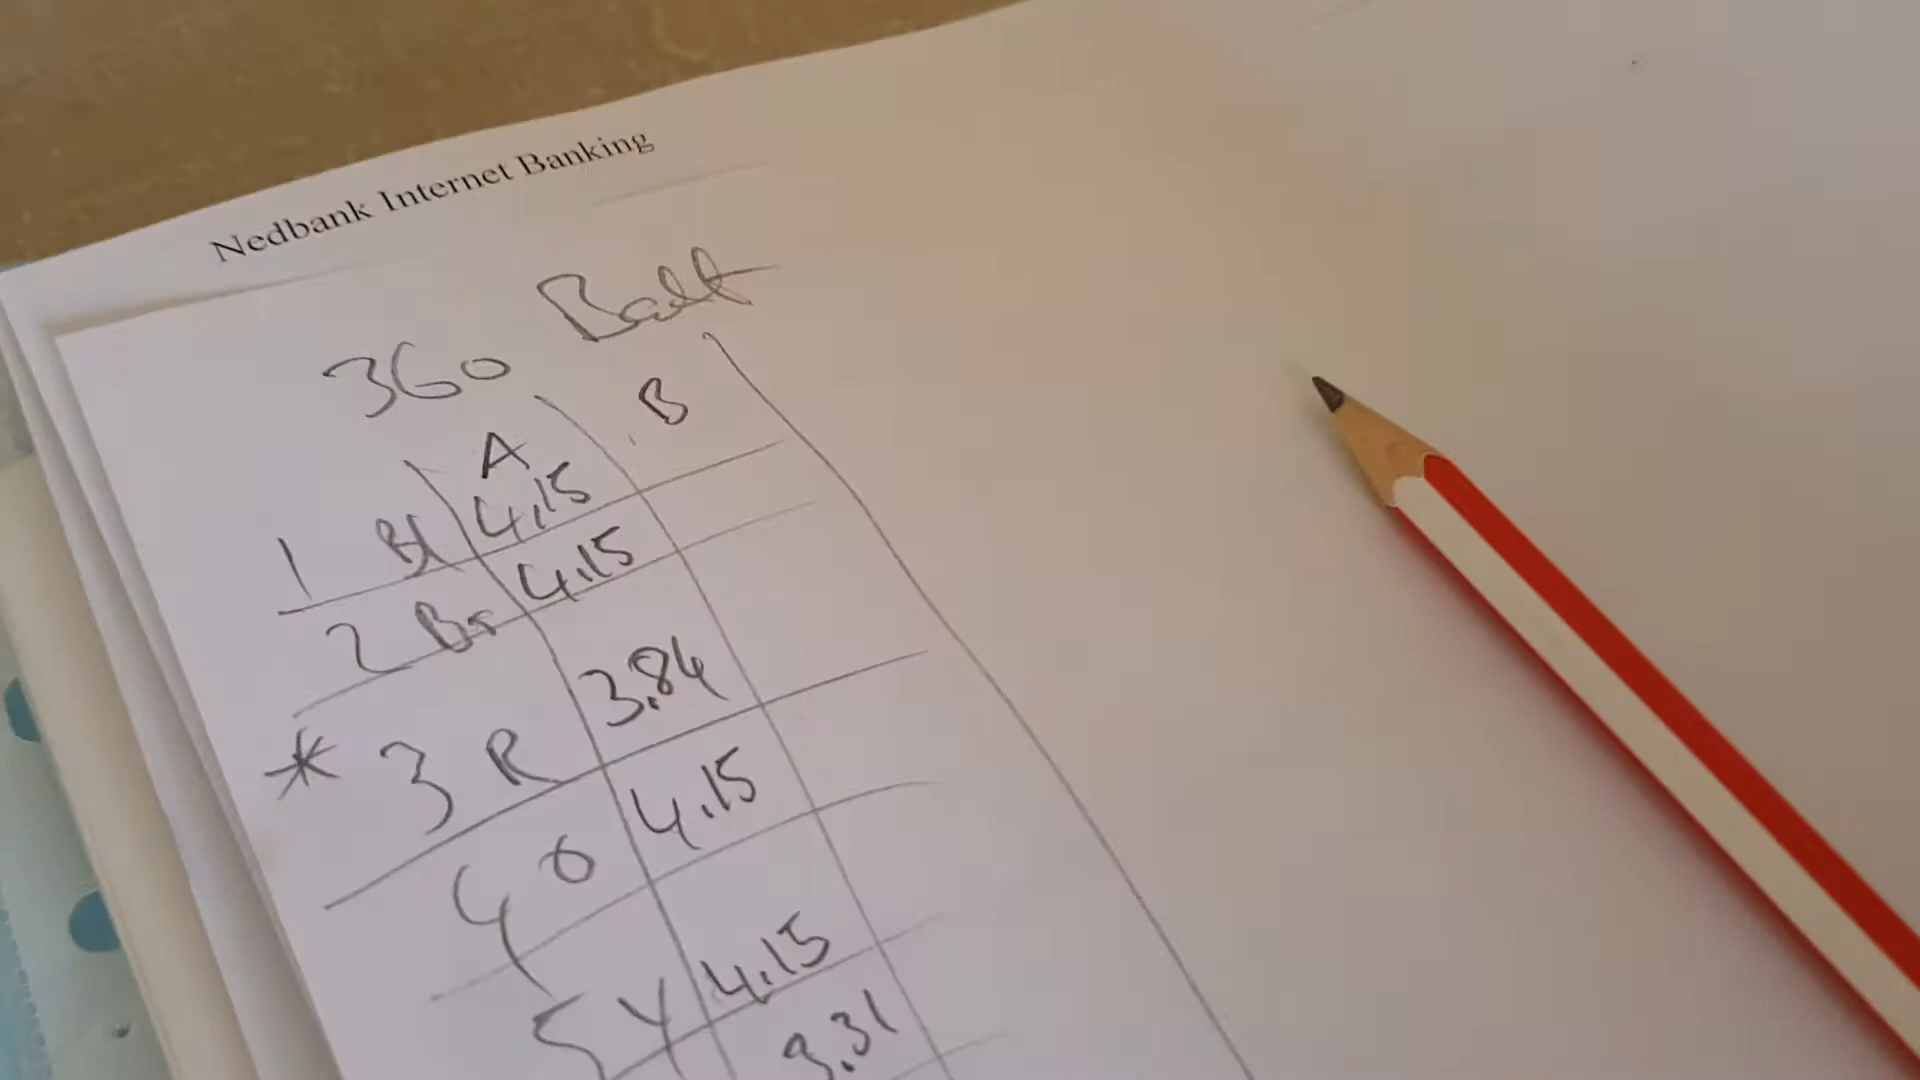 Nedbank Internet Banking
360 Batt
A B
1 Bl 4.15
2 Br 4.15
* 3 R 3.84
4 O 4.15
5 Y 4.15
3.31